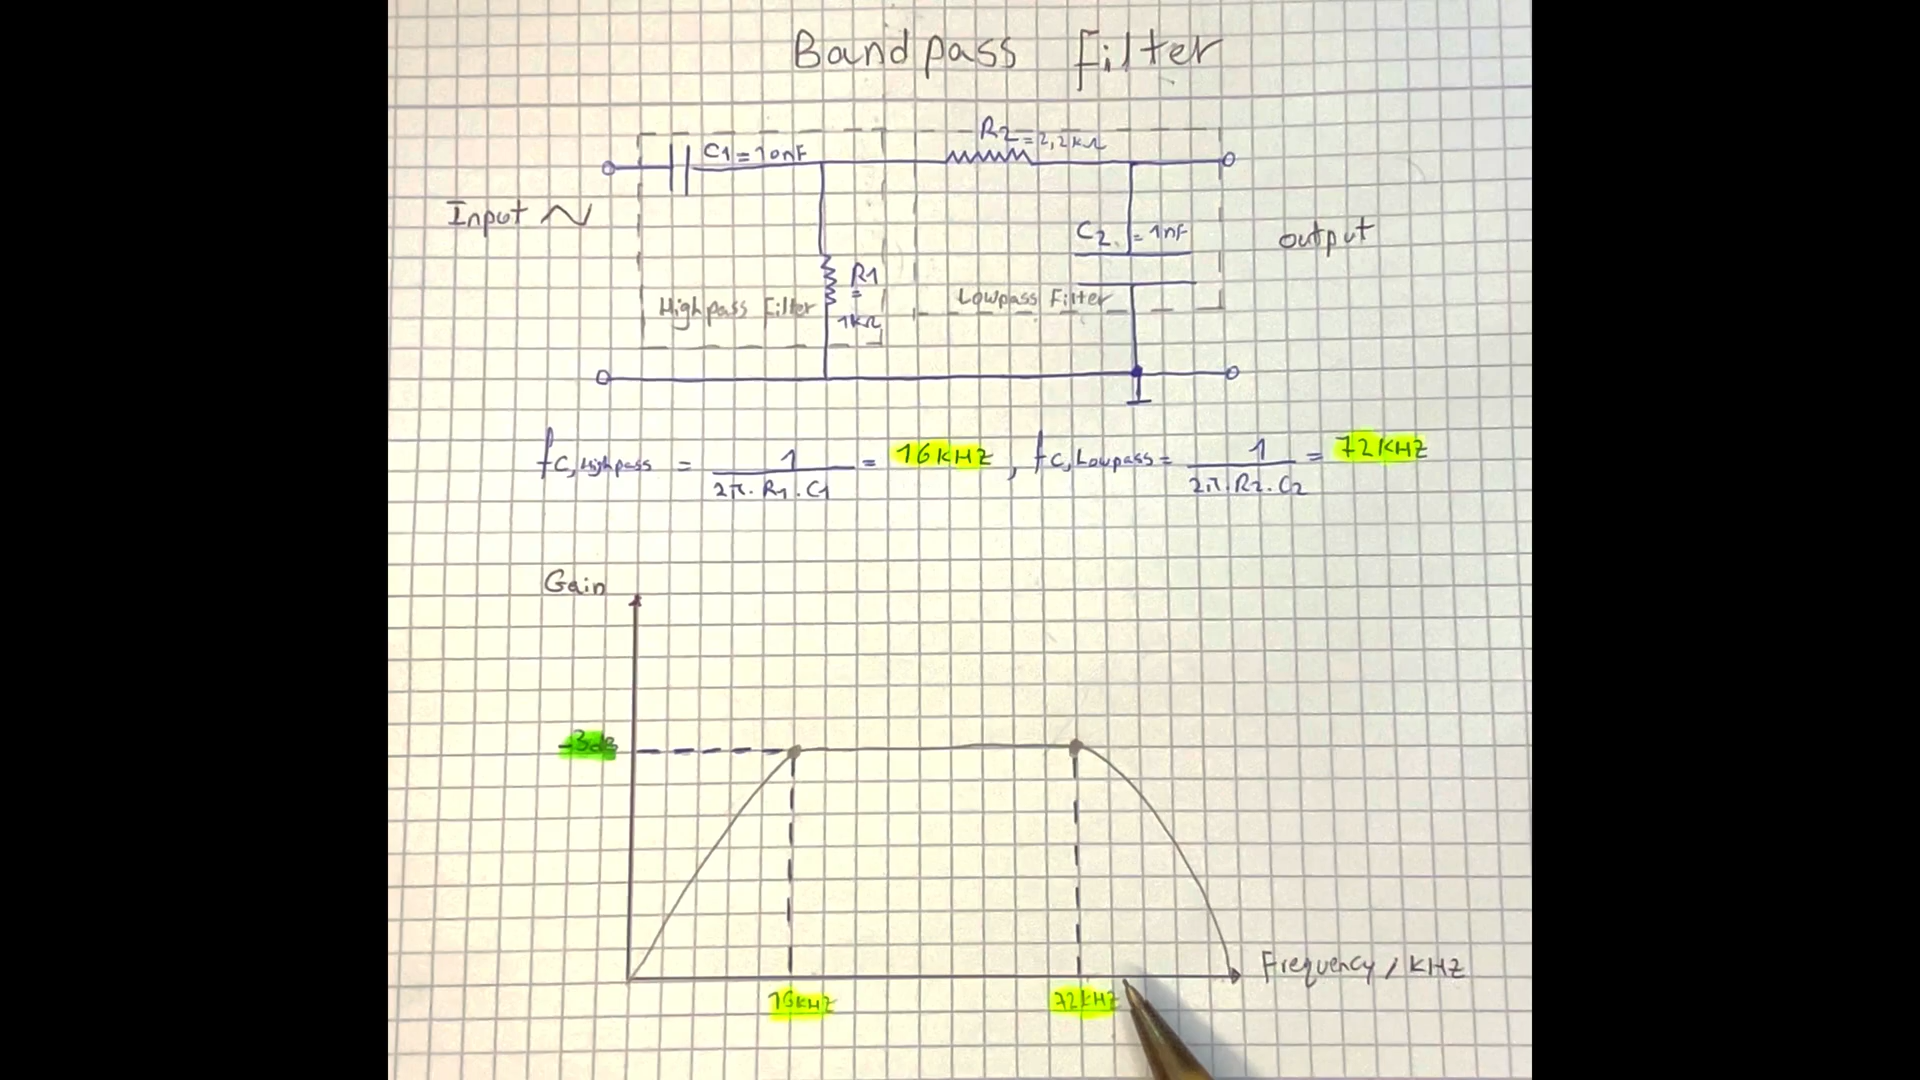 Bandpass Filter
R2 = 2,2kΩ
C1 = 10nF
Input
C2 = 1nF
output
R1 = 1kΩ
Highpass Filter
Lowpass Filter
fc,Highpass = 1 / 2π·R1·C1 = 16KHZ, fc,Lowpass = 1 / 2π·R2·C2 = 72KHZ
Gain
-3dB
Frequency / KHZ
16KHZ
72KHZ